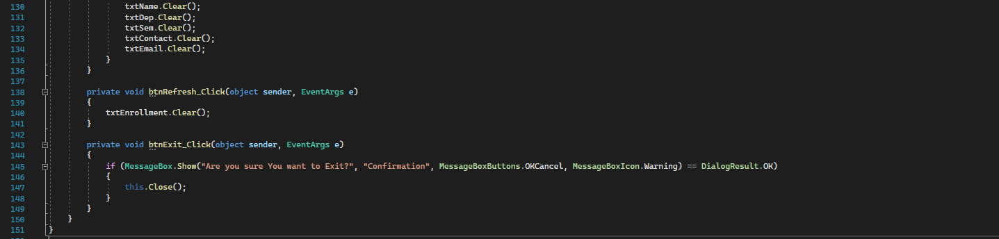 130 txtName.Clear();
131 txtDep.Clear();
132 txtSem.Clear();
133 txtContact.Clear();
134 txtEmail.Clear();
135 }
136 }
137
138 private void btnRefresh_Click(object sender, EventArgs e)
139 {
140 txtEnrollment.Clear();
141 }
142
143 private void btnExit_Click(object sender, EventArgs e)
144 {
145 if (MessageBox.Show("Are you sure You want to Exit?", "Confirmation", MessageBoxButtons.OKCancel, MessageBoxIcon.Warning) == DialogResult.OK)
146 {
147 this.Close();
148 }
149 }
150 }
151 }